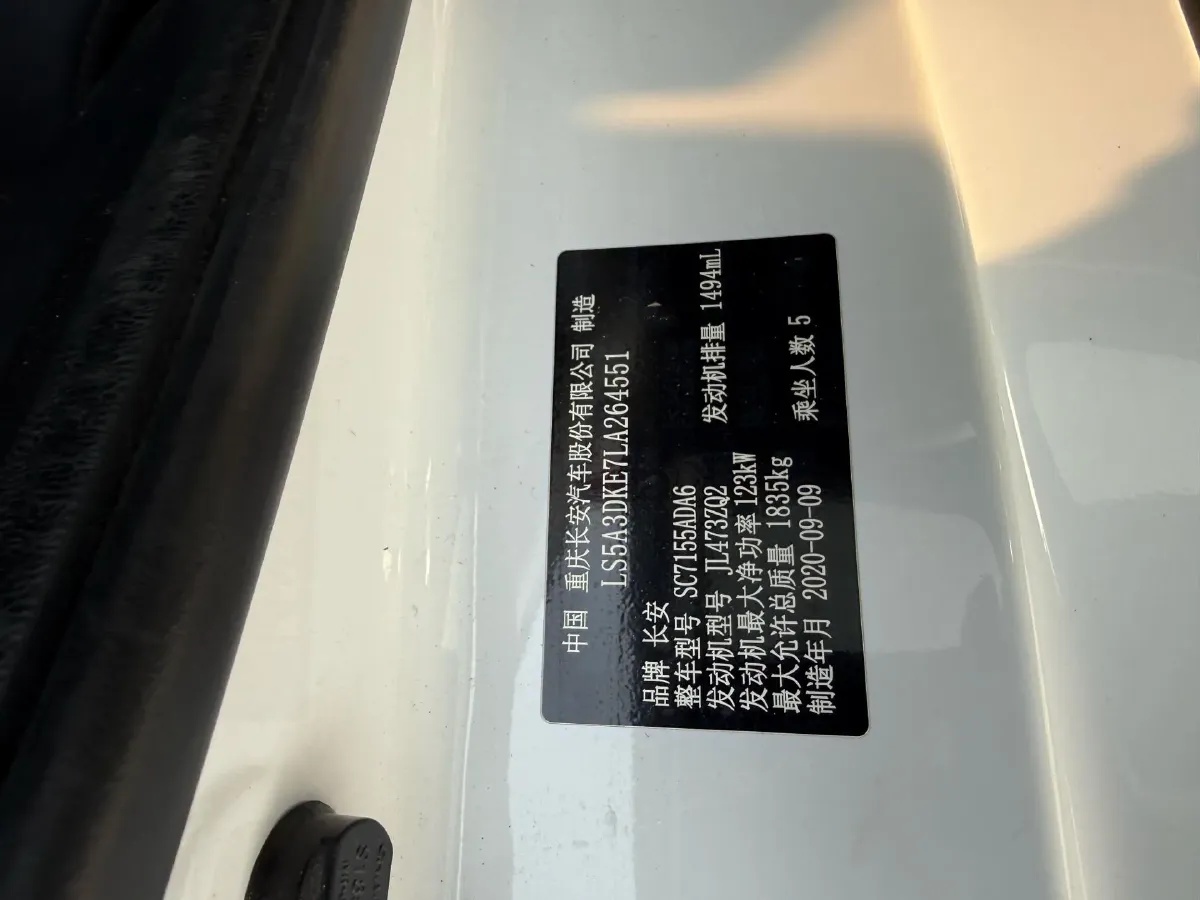 中国 重庆长安汽车股份有限公司 制造
LS5A3DKE7LA264551
品牌 长安
整车型号 SC7155ADA6
发动机型号 JL473ZQ2 发动机排量 1494mL
发动机最大净功率 123kW
最大允许总质量 1835kg
制造年月 2020-09-09 乘坐人数 5